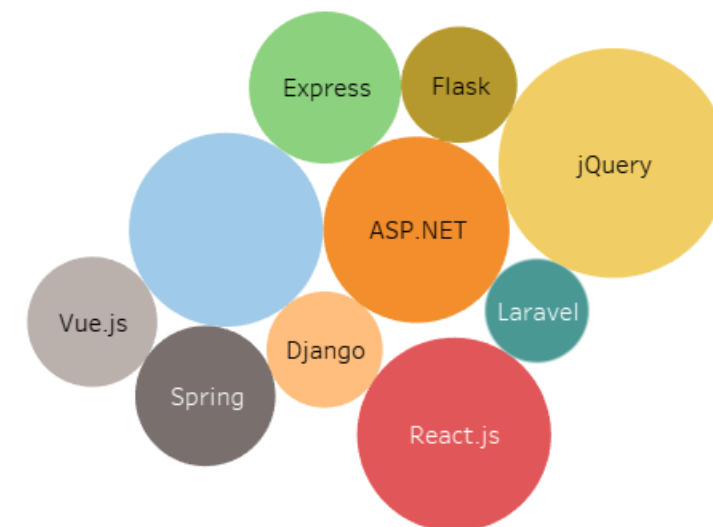 Express
Flask
jQuery
ASP.NET
Laravel
Vue.js
Django
Spring
React.js